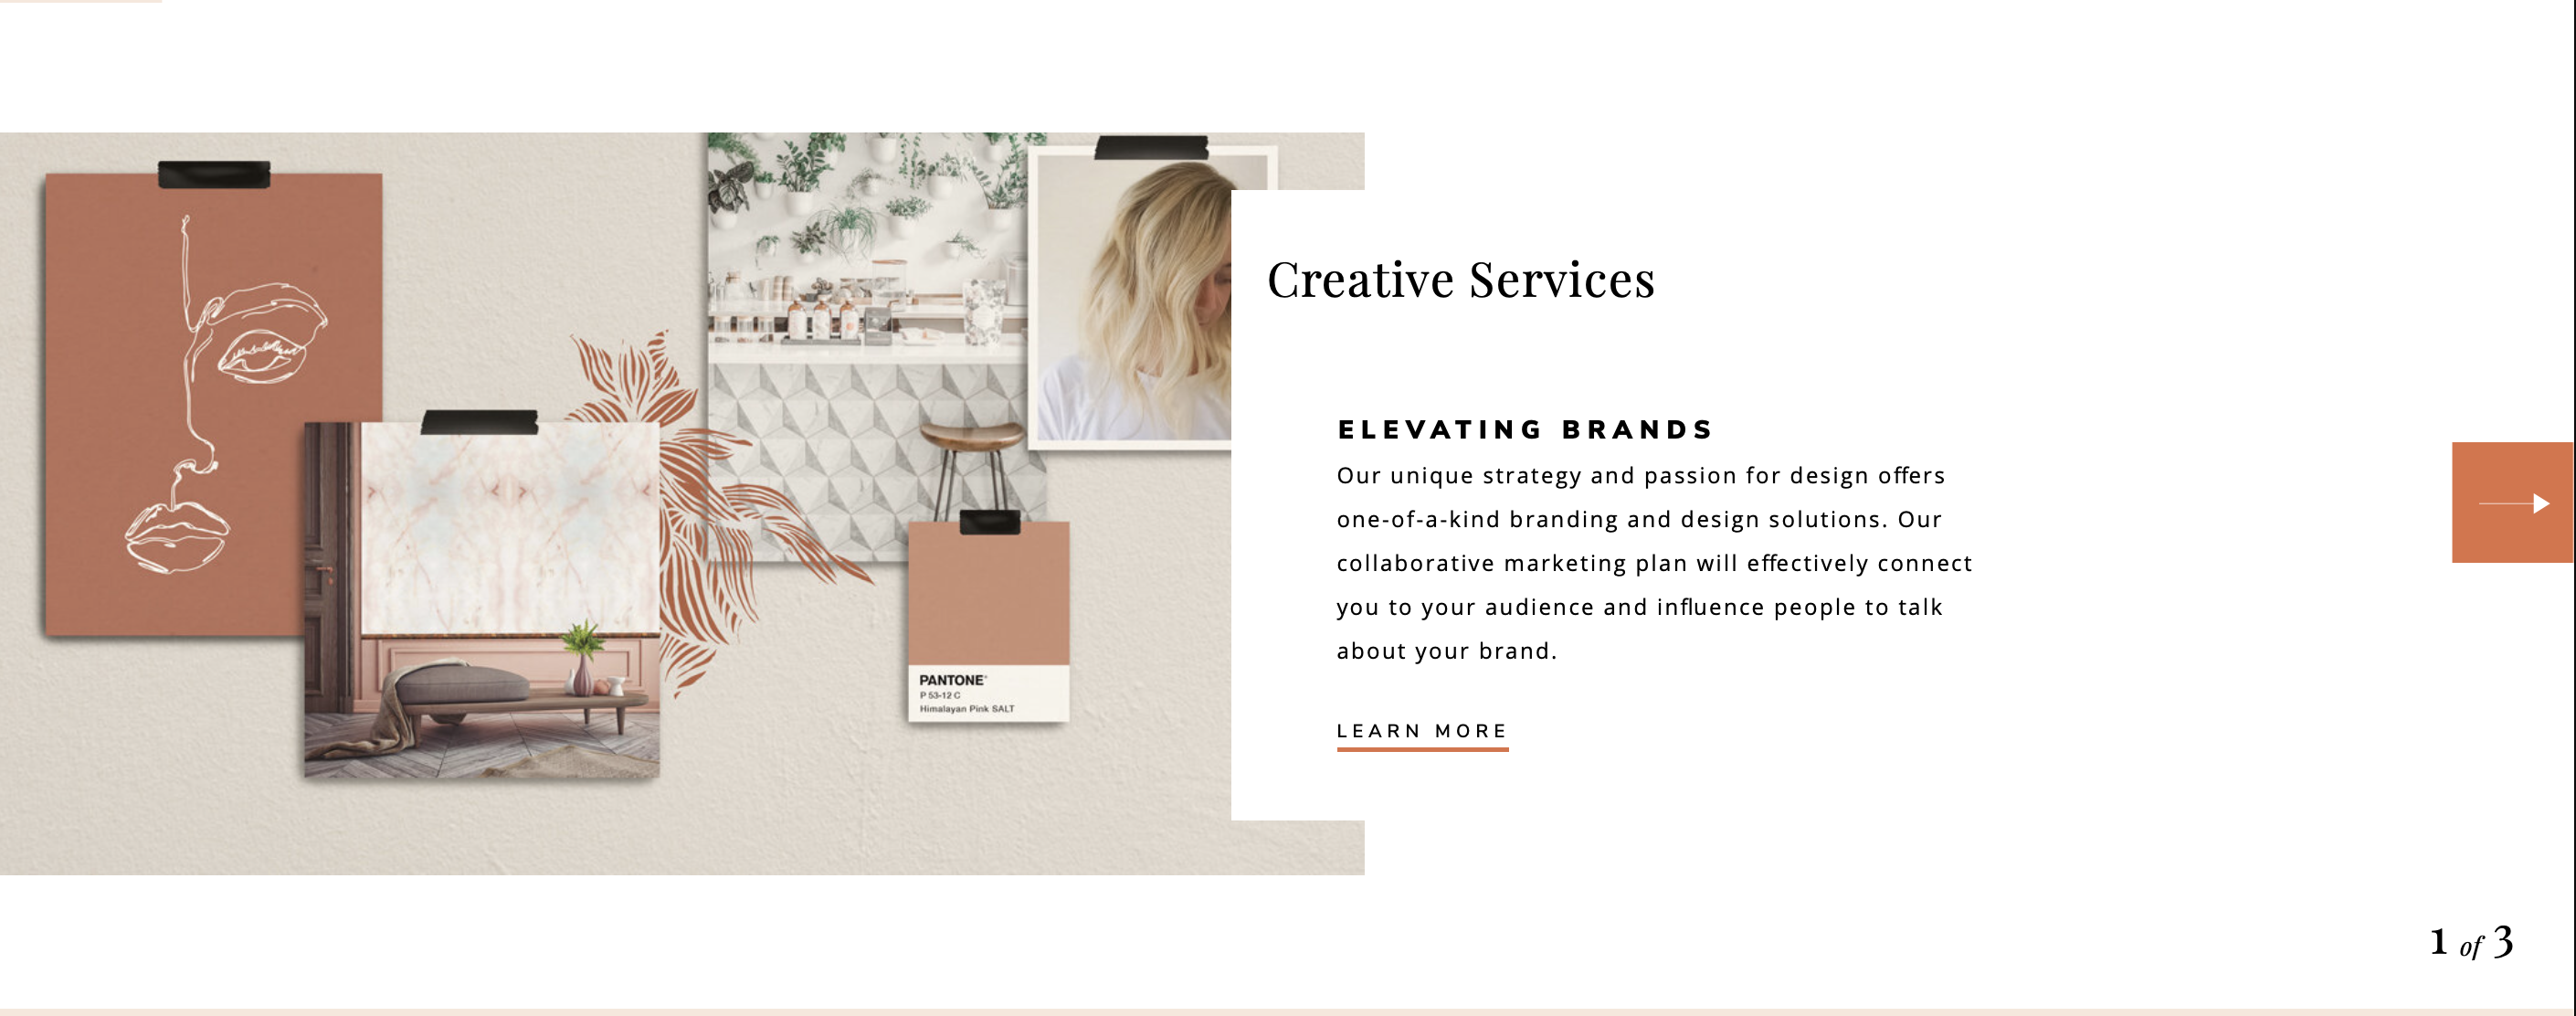 Creative Services
ELEVATING BRANDS
Our unique strategy and passion for design offers
one-of-a-kind branding and design solutions. Our
collaborative marketing plan will effectively connect
you to your audience and influence people to talk
about your brand.
LEARN MORE
PANTONE®
P 53-12 C
Himalayan Pink SALT
1 of 3